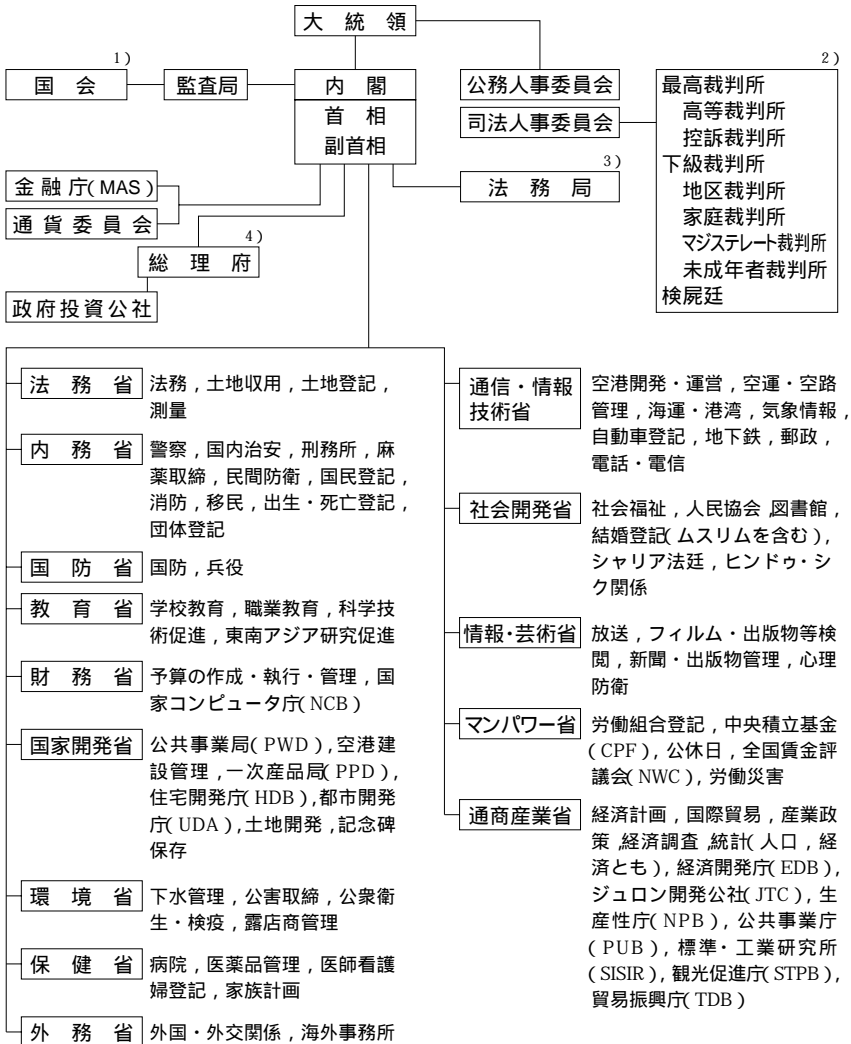 大 統 領
1）
国 会
監査局
内 閣
首 相
副首相
公務人事委員会
司法人事委員会
2）
最高裁判所
高等裁判所
控訴裁判所
下級裁判所
地区裁判所
家庭裁判所
マジステレート裁判所
未成年者裁判所
検屍廷
3）
法 務 局
金 融 庁（MAS）
通 貨 委 員 会
4）
総 理 府
政府投資公社
法 務 省
法務，土地収用，土地登記，
測量
内 務 省
警察，国内治安，刑務所，麻
薬取締，民間防衛，国民登記，
消防，移民，出生・死亡登記，
団体登記
国 防 省
国防，兵役
教 育 省
学校教育，職業教育，科学技
術促進，東南アジア研究促進
財 務 省
予算の作成・執行・管理，国
家コンピュータ庁（NCB）
国家開発省
公共事業局（PWD），空港建
設管理，一次産品局（PPD），
住宅開発庁（HDB），都市開発
庁（UDA），土地開発，記念碑
保存
環 境 省
下水管理，公害取締，公衆衛
生・検疫，露店商管理
保 健 省
病院，医薬品管理，医師看護
婦登記，家族計画
外 務 省
外国・外交関係，海外事務所
通信・情報
技術省
空港開発・運営，空運・空路
管理，海運・港湾，気象情報，
自動車登記，地下鉄，郵政，
電話・電信
社会開発省
社会福祉，人民協会，図書館，
結婚登記（ムスリムを含む），
シャリア法廷，ヒンドゥ・シ
ク関係
情報・芸術省
放送，フィルム・出版物等検
閲，新聞・出版物管理，心理
防衛
マンパワー省
労働組合登記，中央積立基金
（CPF），公休日，全国賃金評
議会（NWC），労働災害
通商産業省
経済計画，国際貿易，産業政
策，経済調査，統計（人口，経
済とも），経済開発庁（EDB），
ジュロン開発公社（JTC），生
産性庁（NPB），公共事業庁
（PUB），標準・工業研究所
（SISIR），観光促進庁（STPB），
貿易振興庁（TDB）